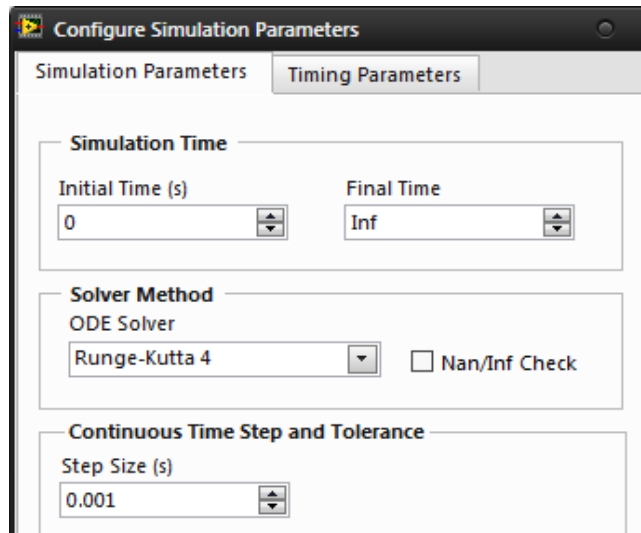 Configure Simulation Parameters
Simulation Parameters Timing Parameters
Simulation Time
Initial Time (s) Final Time
0 Inf
Solver Method
ODE Solver
Runge-Kutta 4 Nan/Inf Check
Continuous Time Step and Tolerance
Step Size (s)
0.001